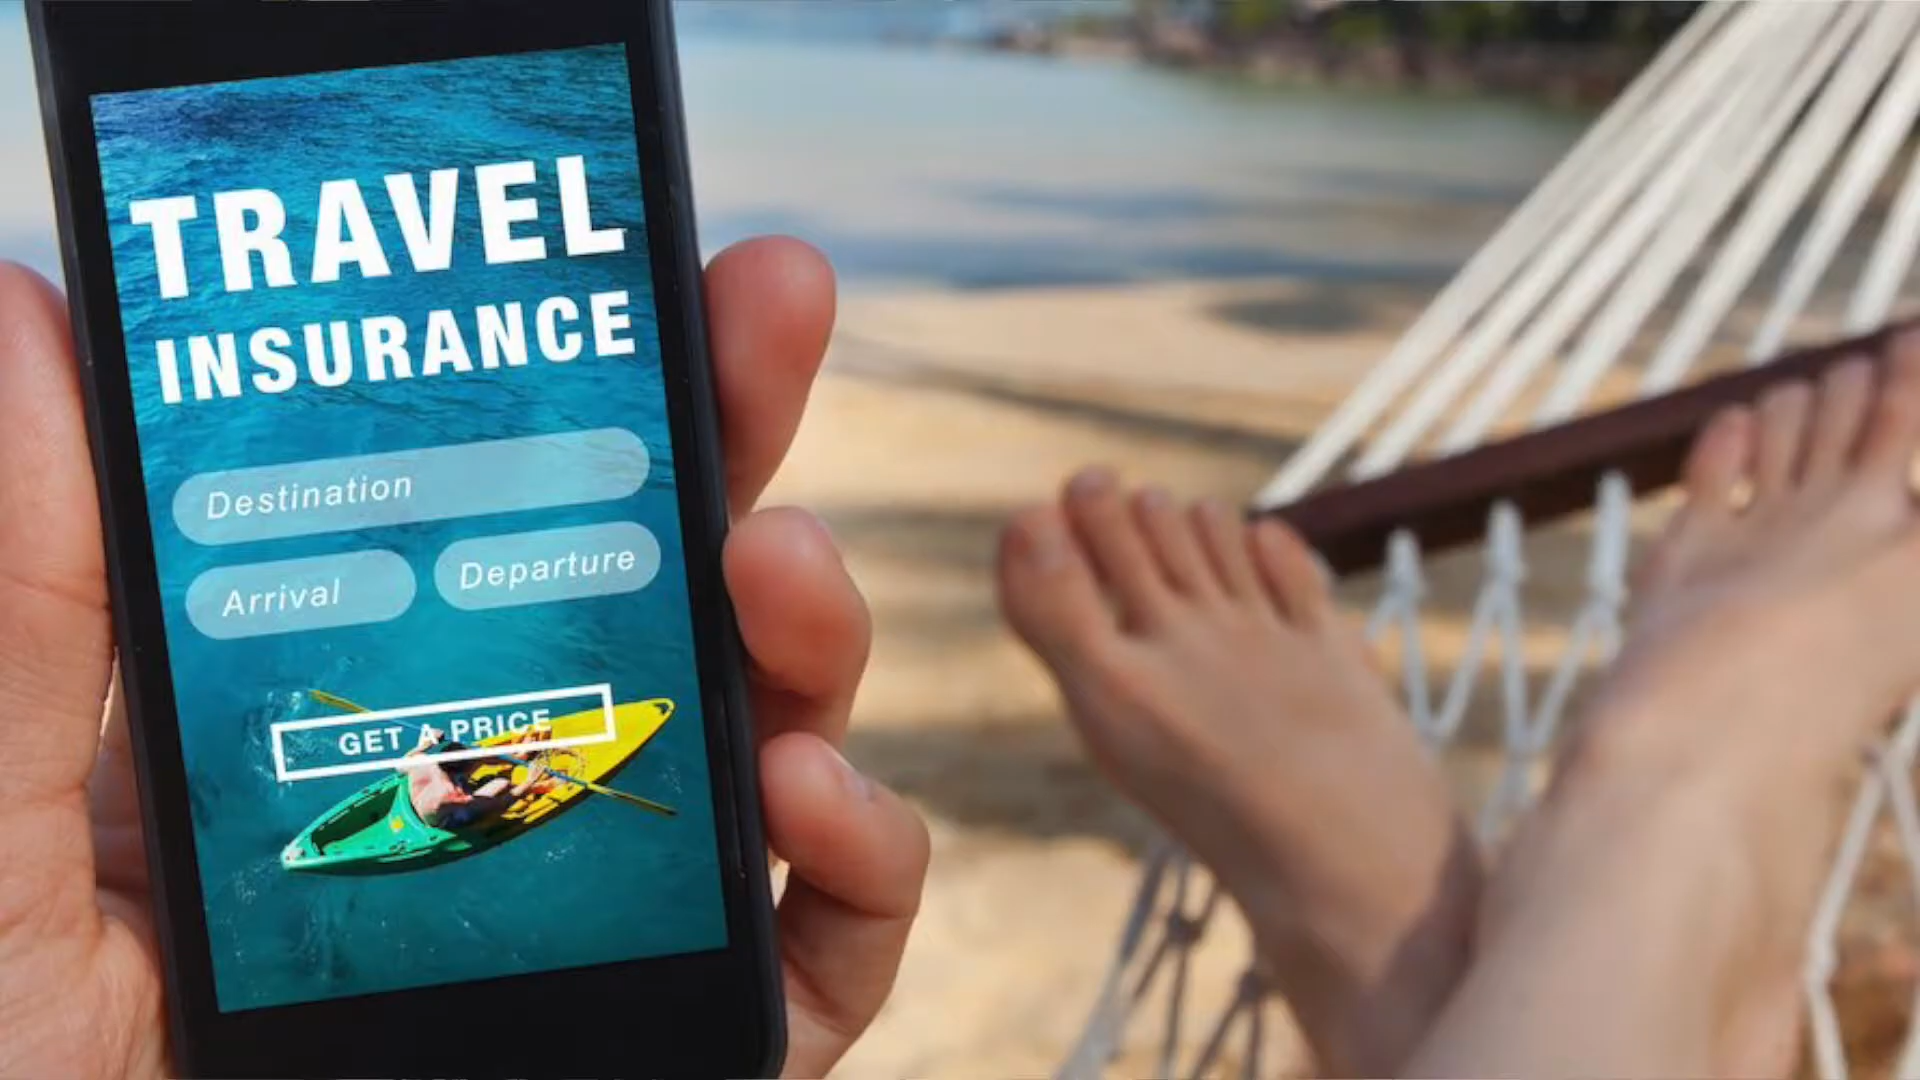 TRAVEL
INSURANCE
Destination
Arrival
Departure
GET A PRICE